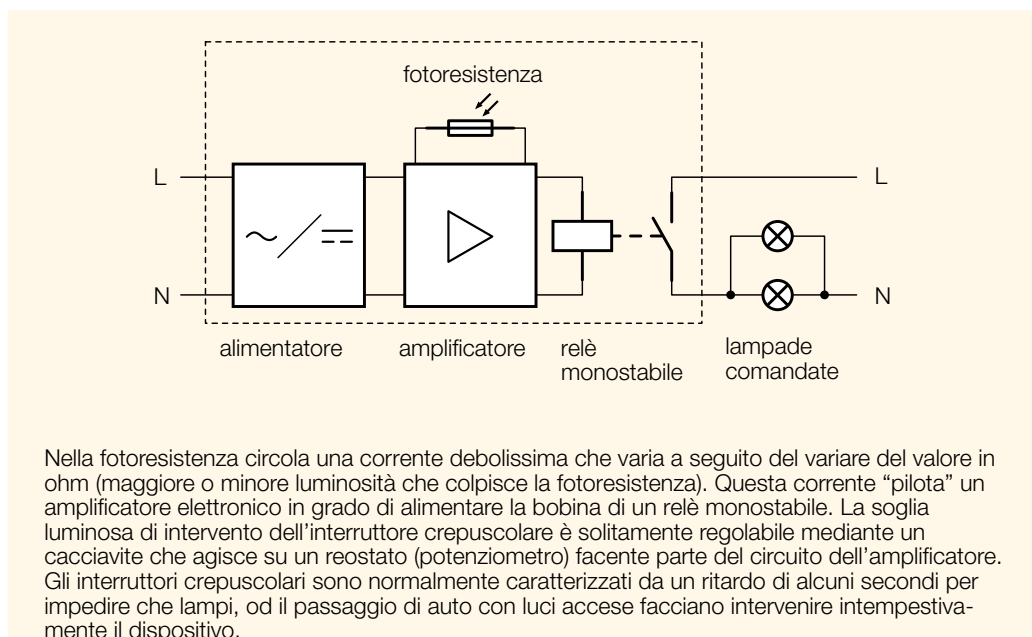 fotoresistenza
L
L
N
N
alimentatore
amplificatore
relè
monostabile
lampade
comandate
Nella fotoresistenza circola una corrente debolissima che varia a seguito del variare del valore in
ohm (maggiore o minore luminosità che colpisce la fotoresistenza). Questa corrente “pilota” un
amplificatore elettronico in grado di alimentare la bobina di un relè monostabile. La soglia
luminosa di intervento dell’interruttore crepuscolare è solitamente regolabile mediante un
cacciavite che agisce su un reostato (potenziometro) facente parte del circuito dell’amplificatore.
Gli interruttori crepuscolari sono normalmente caratterizzati da un ritardo di alcuni secondi per
impedire che lampi, od il passaggio di auto con luci accese facciano intervenire intempestiva-
mente il dispositivo.